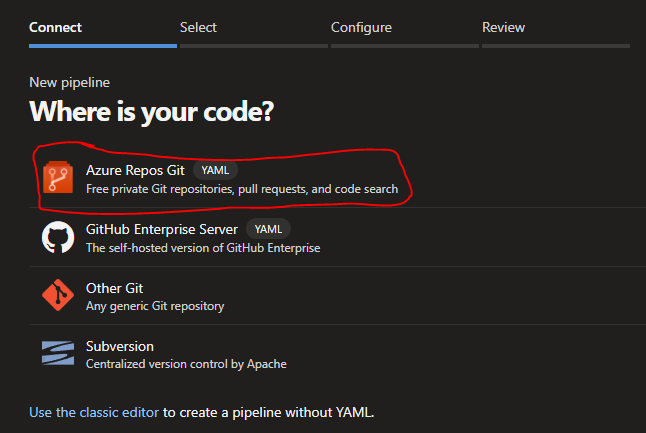 Connect Select Configure Review
New pipeline
Where is your code?
Azure Repos Git YAML
Free private Git repositories, pull requests, and code search
GitHub Enterprise Server YAML
The self-hosted version of GitHub Enterprise
Other Git
Any generic Git repository
Subversion
Centralized version control by Apache
Use the classic editor to create a pipeline without YAML.